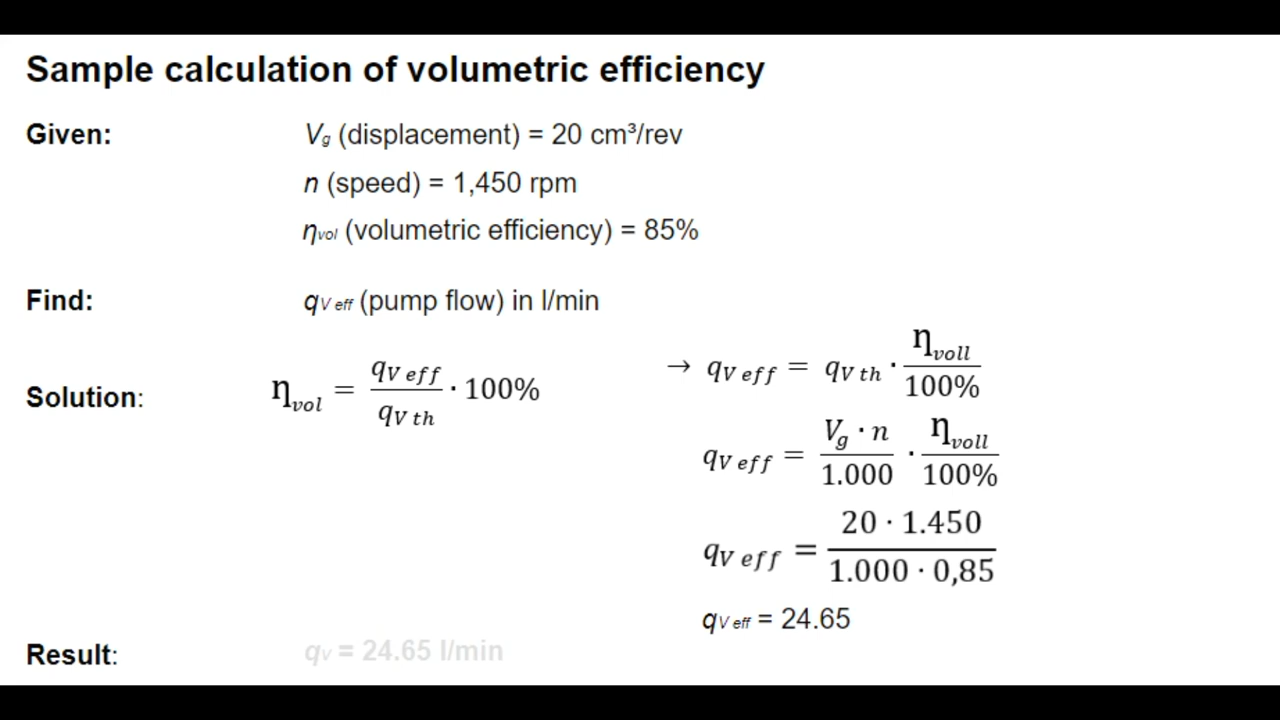 Sample calculation of volumetric efficiency
Given: Vg (displacement) = 20 cm³/rev
n (speed) = 1,450 rpm
ηvol (volumetric efficiency) = 85%
Find: qV eff (pump flow) in l/min
Solution: ηvol = qV eff / qV th · 100%
→ qV eff = qV th · ηvoll / 100%
qV eff = Vg · n / 1.000 · ηvoll / 100%
qV eff = 20 · 1.450 / 1.000 · 0,85
qV eff = 24.65
Result: qV = 24.65 l/min